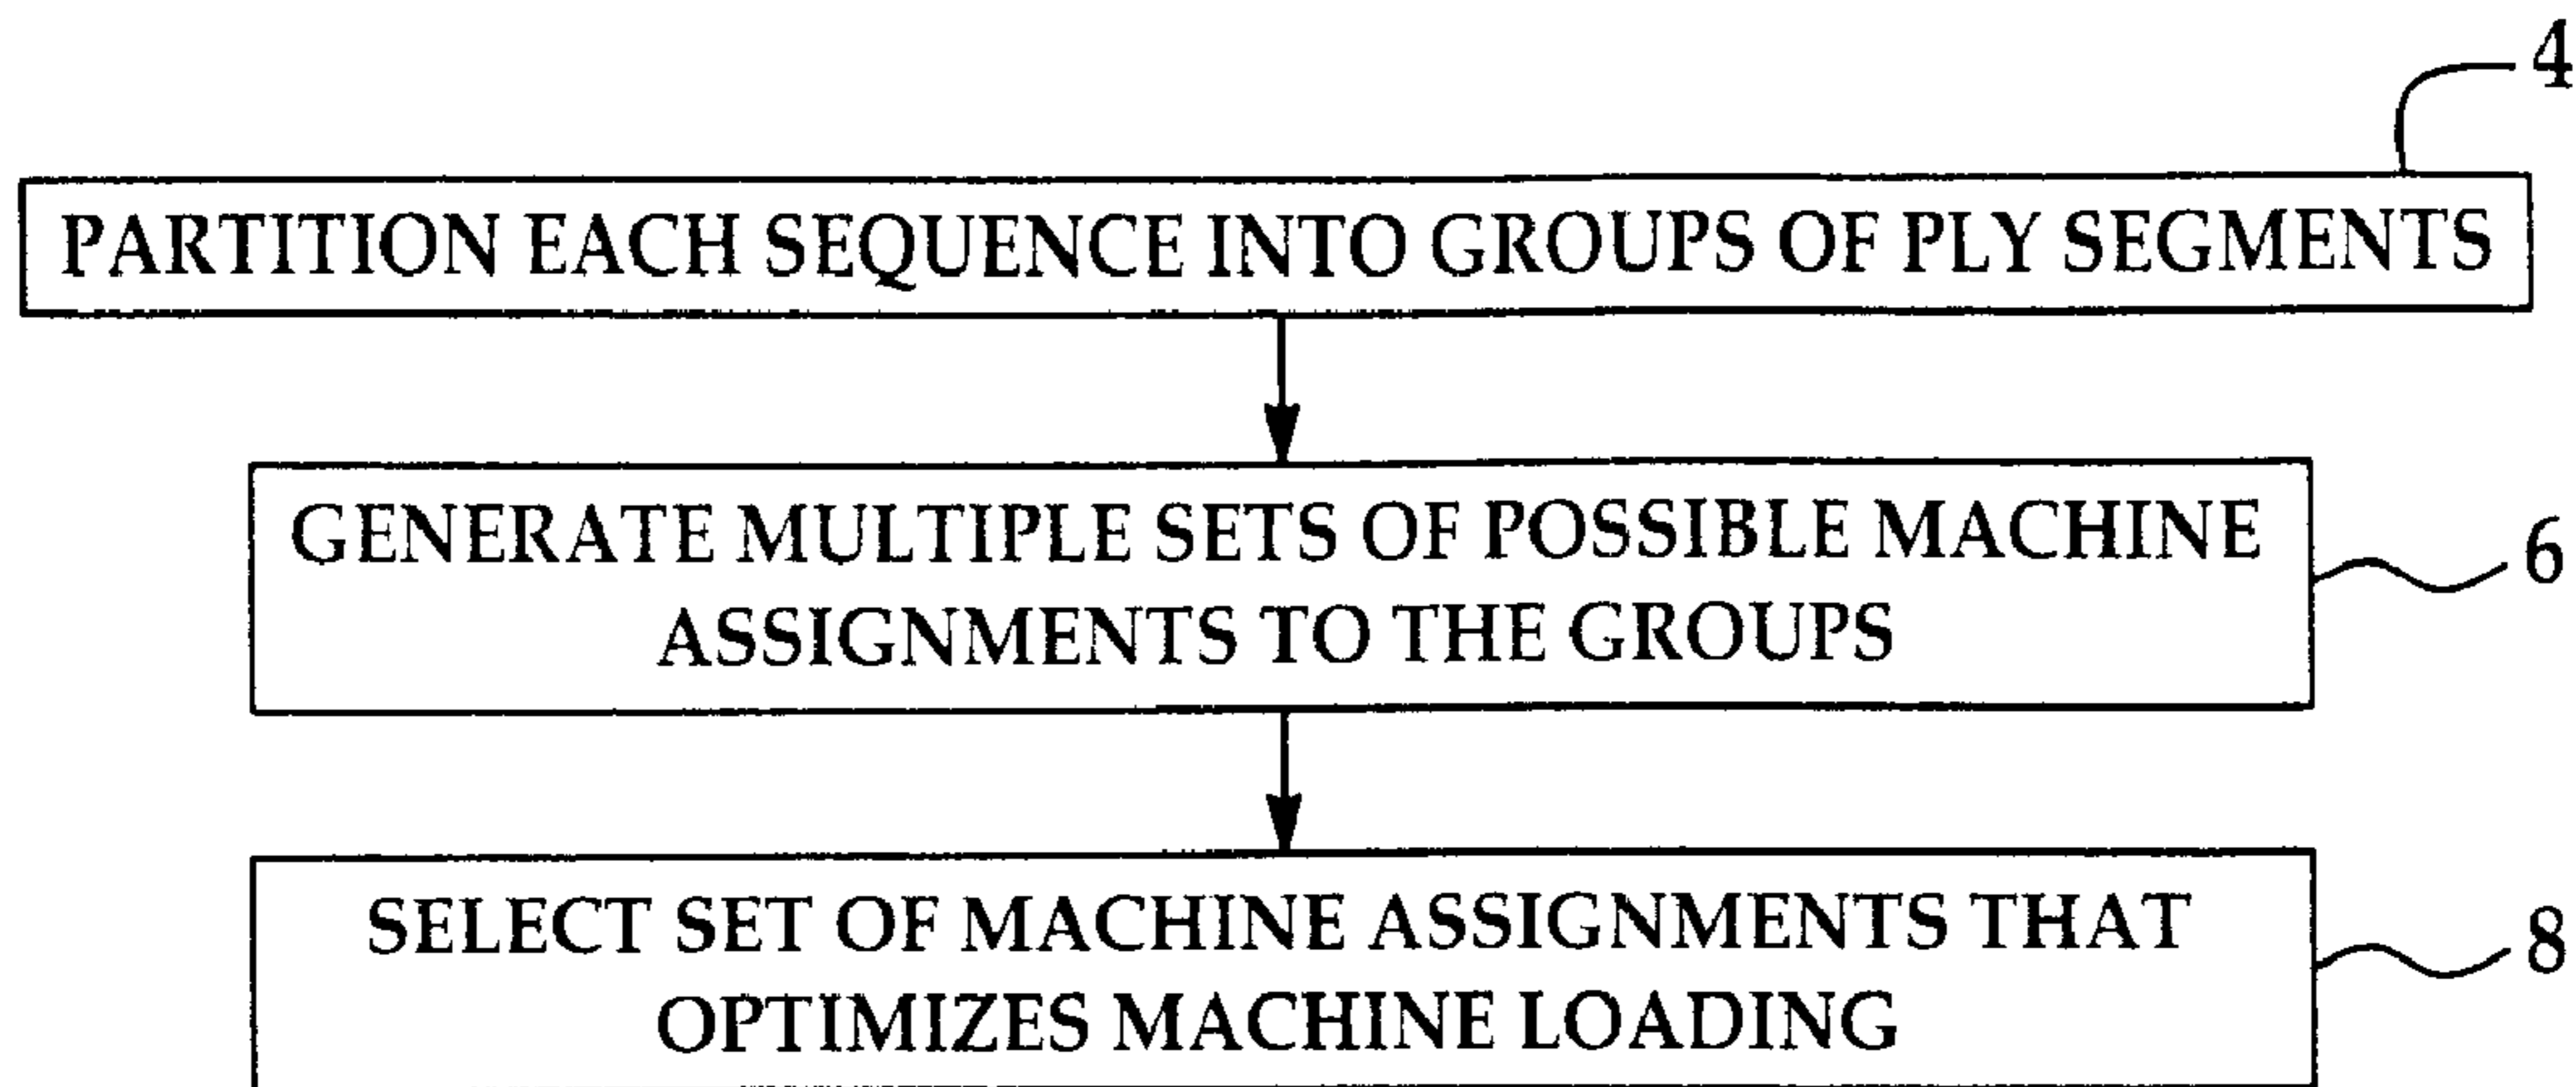 4
PARTITION EACH SEQUENCE INTO GROUPS OF PLY SEGMENTS
GENERATE MULTIPLE SETS OF POSSIBLE MACHINE
ASSIGNMENTS TO THE GROUPS
6
SELECT SET OF MACHINE ASSIGNMENTS THAT
OPTIMIZES MACHINE LOADING
8